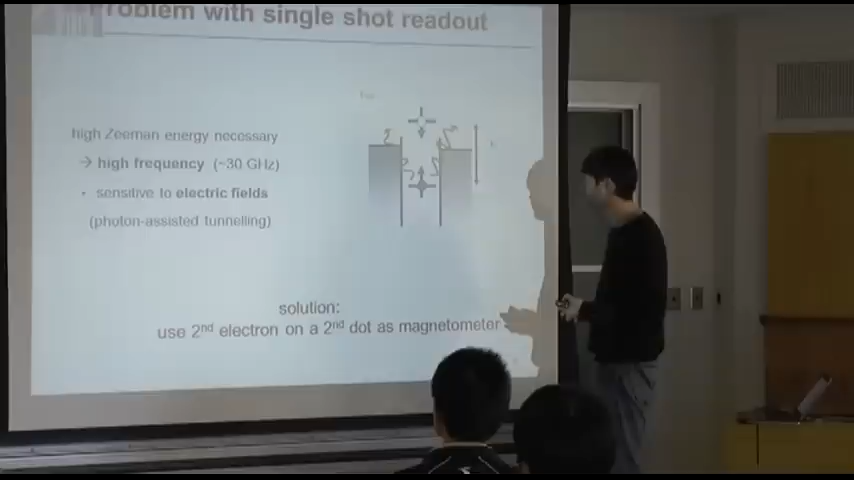 Problem with single shot readout
high Zeeman energy necessary
→ high frequency (~30 GHz)
• sensitive to electric fields
(photon-assisted tunnelling)
solution:
use 2nd electron on a 2nd dot as magnetometer